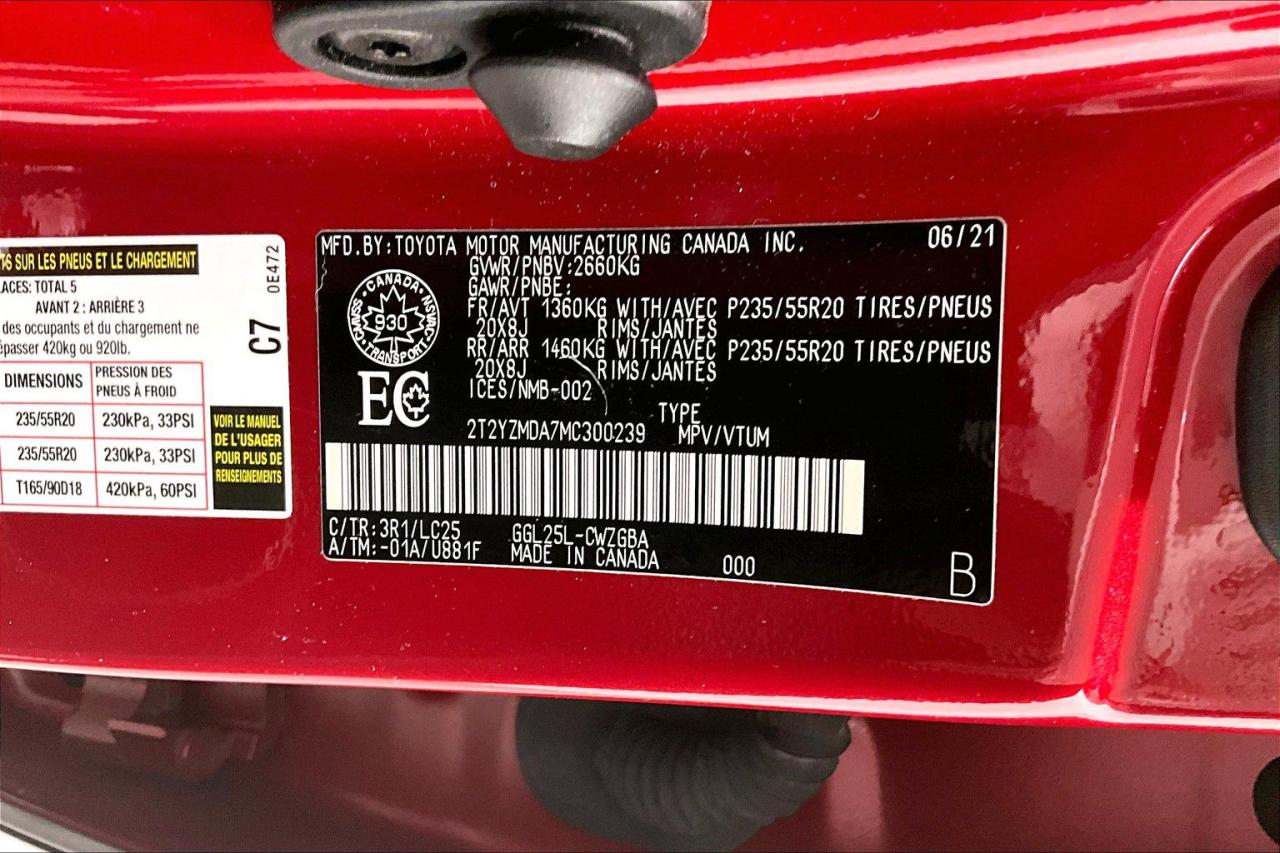 SUR LES PNEUS ET LE CHARGEMENT
TOTAL 5
AVANT 2 : ARRIÈRE 3
des occupants et du chargement ne
420kg ou 920lb.
DIMENSIONS
PRESSION DES
PNEUS À FROID
235/55R20 230kPa, 33PSI
235/55R20 230kPa, 33PSI
T165/90D18 420kPa, 60PSI
0E472
C7
VOIR LE MANUEL
DE L'USAGER
POUR PLUS DE
RENSEIGNEMENTS
MFD.BY:TOYOTA MOTOR MANUFACTURING CANADA INC. 06/21
GVWR/PNBV:2660KG
GAWR/PNBE:
FR/AVT 1360KG WITH/AVEC P235/55R20 TIRES/PNEUS
20X8J RIMS/JANTES
RR/ARR 1460KG WITH/AVEC P235/55R20 TIRES/PNEUS
20X8J RIMS/JANTES
ICES/NMB-002
CANADA
NSVAC
TRANSPORT
CMVSS
930
EC
TYPE
2T2YZMDA7MC300239 MPV/VTUM
C/TR:3R1/LC25 GGL25L-CWZGBA
A/TM:-01A/U881F MADE IN CANADA 000
B